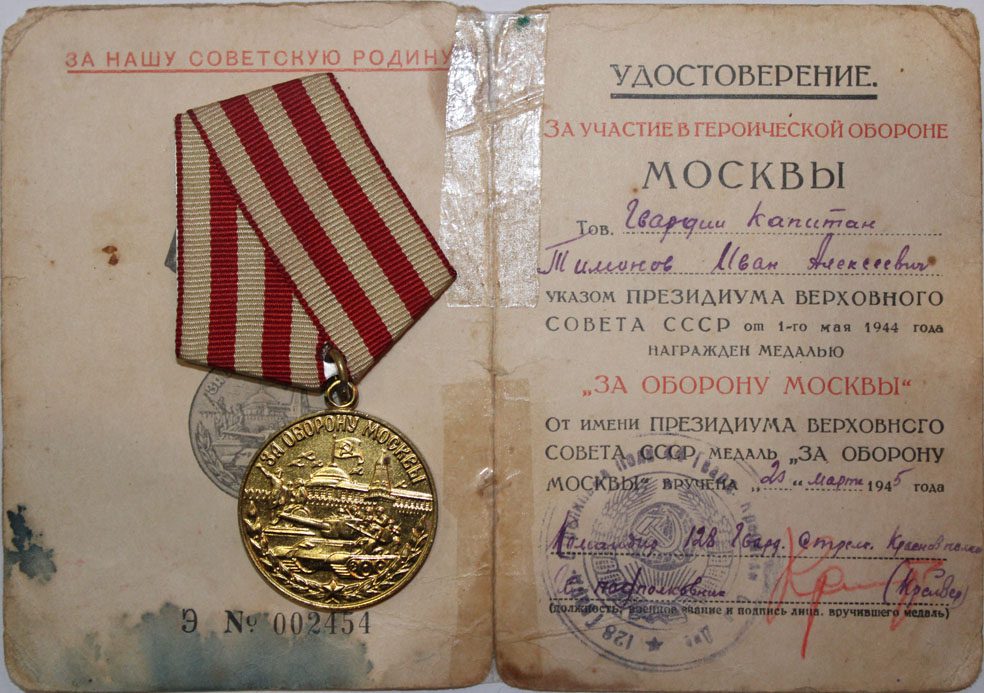 ЗА НАШУ СОВЕТСКУЮ РОДИНУ
ЗА ОБОРОНУ МОСКВЫ
Э № 002454
УДОСТОВЕРЕНИЕ.
ЗА УЧАСТИЕ В ГЕРОИЧЕСКОЙ ОБОРОНЕ
МОСКВЫ
Тов. Гвардии Капитан
Тимонов Иван Алексеевич
УКАЗОМ ПРЕЗИДИУМА ВЕРХОВНОГО
СОВЕТА СССР от 1-го мая 1944 года
НАГРАЖДЕН МЕДАЛЬЮ
„ЗА ОБОРОНУ МОСКВЫ“
От имени ПРЕЗИДИУМА ВЕРХОВНОГО
СОВЕТА СССР МЕДАЛЬ „ЗА ОБОРОНУ
МОСКВЫ“ ВРУЧЕНА „23“ марта 1945 года
Командир 128 Гвард. Стрелк. Краснозн полка
подполковник (Кремер)
(должность, военное звание и подпись лица, вручившего медаль)